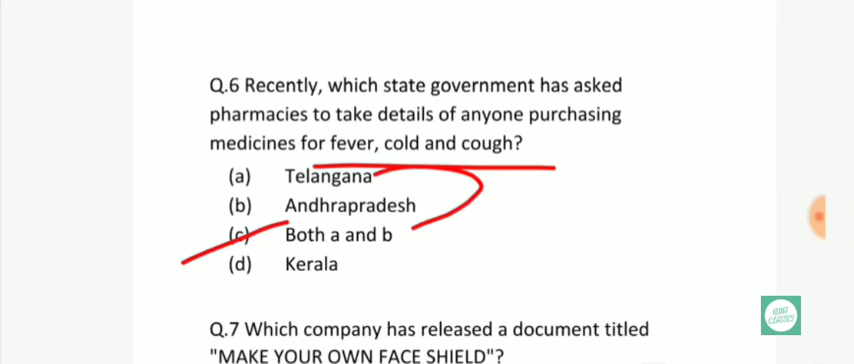 Q.6 Recently, which state government has asked
pharmacies to take details of anyone purchasing
medicines for fever, cold and cough?
(a) Telangana
(b) Andhrapradesh
(c) Both a and b
(d) Kerala
Q.7 Which company has released a document titled
"MAKE YOUR OWN FACE SHIELD"?
CLASSES